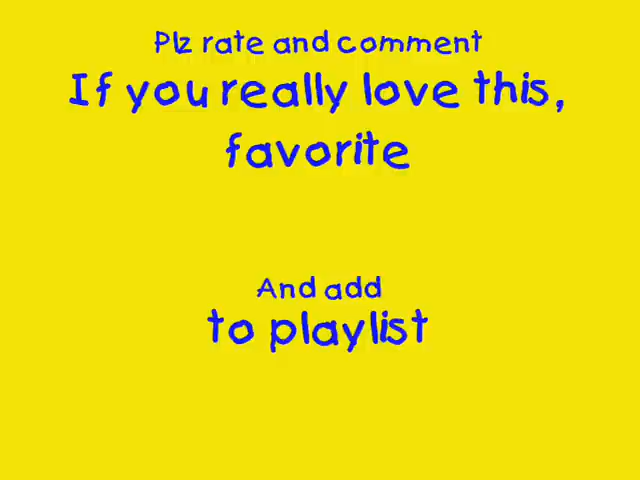 Plz rate and comment
If you really love this,
favorite
And add
to playlist